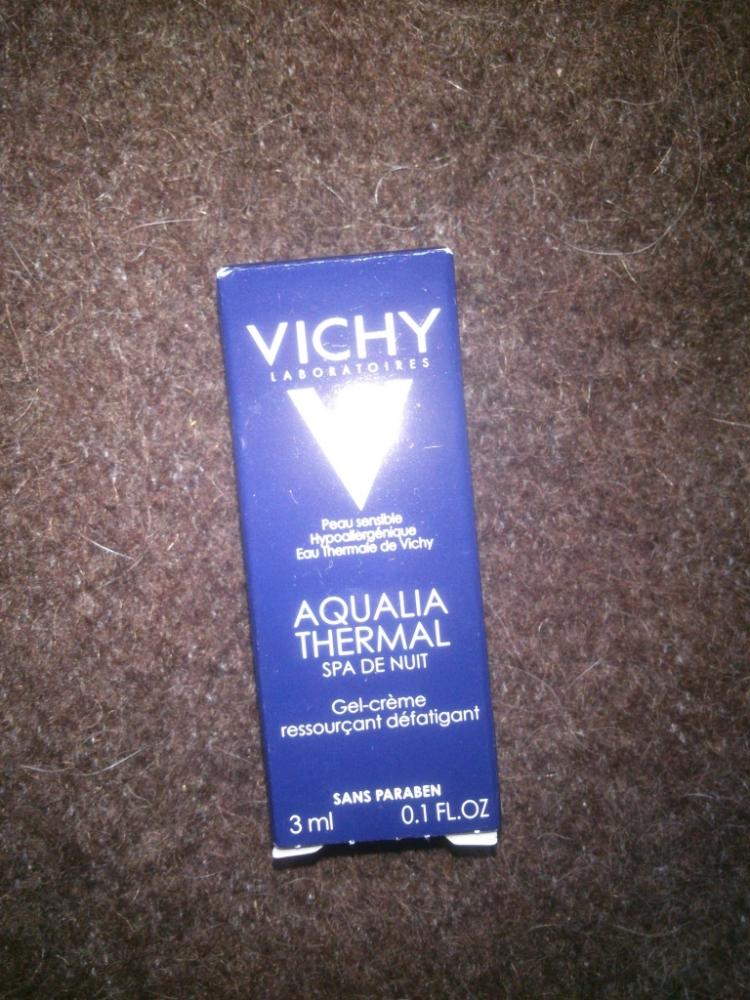 VICHY
LABORATOIRES
Peau sensible
Hypoallergénique
Eau Thermale de Vichy
AQUALIA
THERMAL
SPA DE NUIT
Gel-crème
ressourçant défatigant
SANS PARABEN
3 ml 0.1 FL.OZ